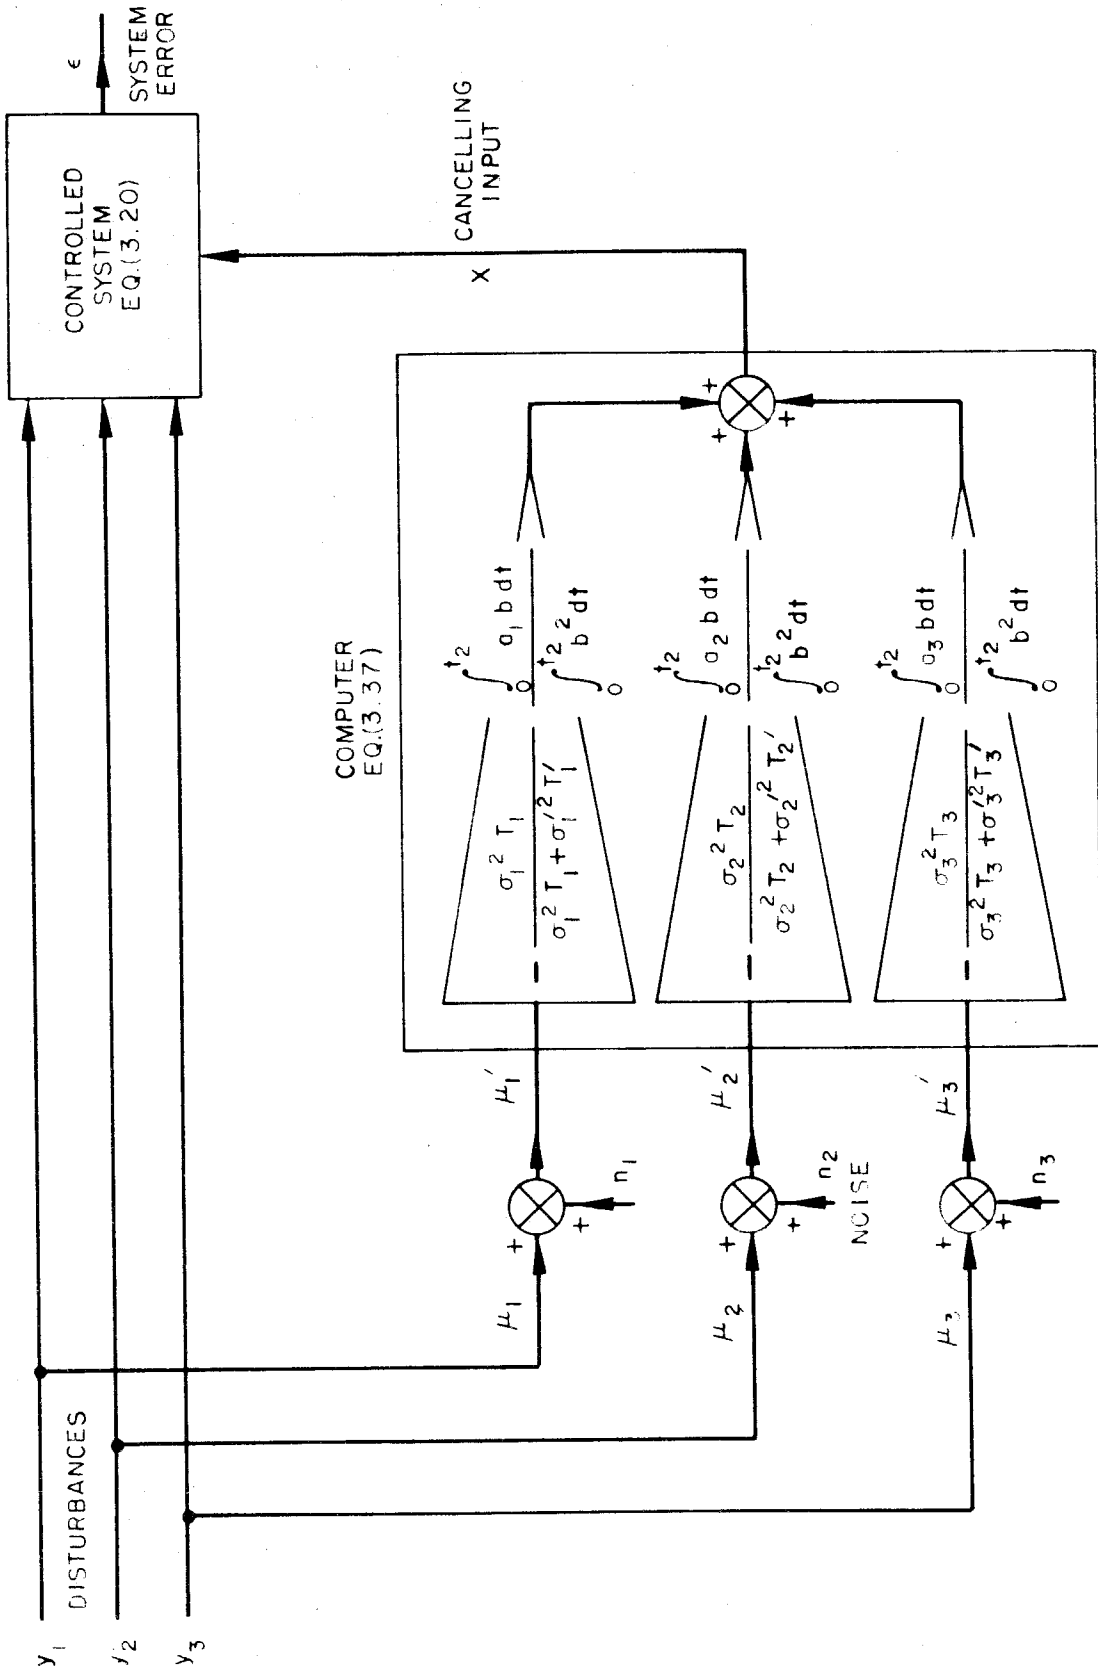 y₁
DISTURBANCES
y₂
y₃
CONTROLLED
SYSTEM
EQ.(3.20)
ϵ
SYSTEM
ERROR
CANCELLING
INPUT
X
COMPUTER
EQ.(3.37)
μ₁
+
+
n₁
μ₁'
− σ₁² T₁ / σ₁² T₁ + σ₁'² T₁'
∫₀^t₂ a₁ b dt / ∫₀^t₂ b² dt
μ₂
+
+
n₂
NOISE
μ₂'
− σ₂² T₂ / σ₂² T₂ + σ₂'² T₂'
∫₀^t₂ a₂ b dt / ∫₀^t₂ b² dt
μ₃
+
+
n₃
μ₃'
− σ₃² T₃ / σ₃² T₃ + σ₃'² T₃'
∫₀^t₂ a₃ b dt / ∫₀^t₂ b² dt
+
+
+